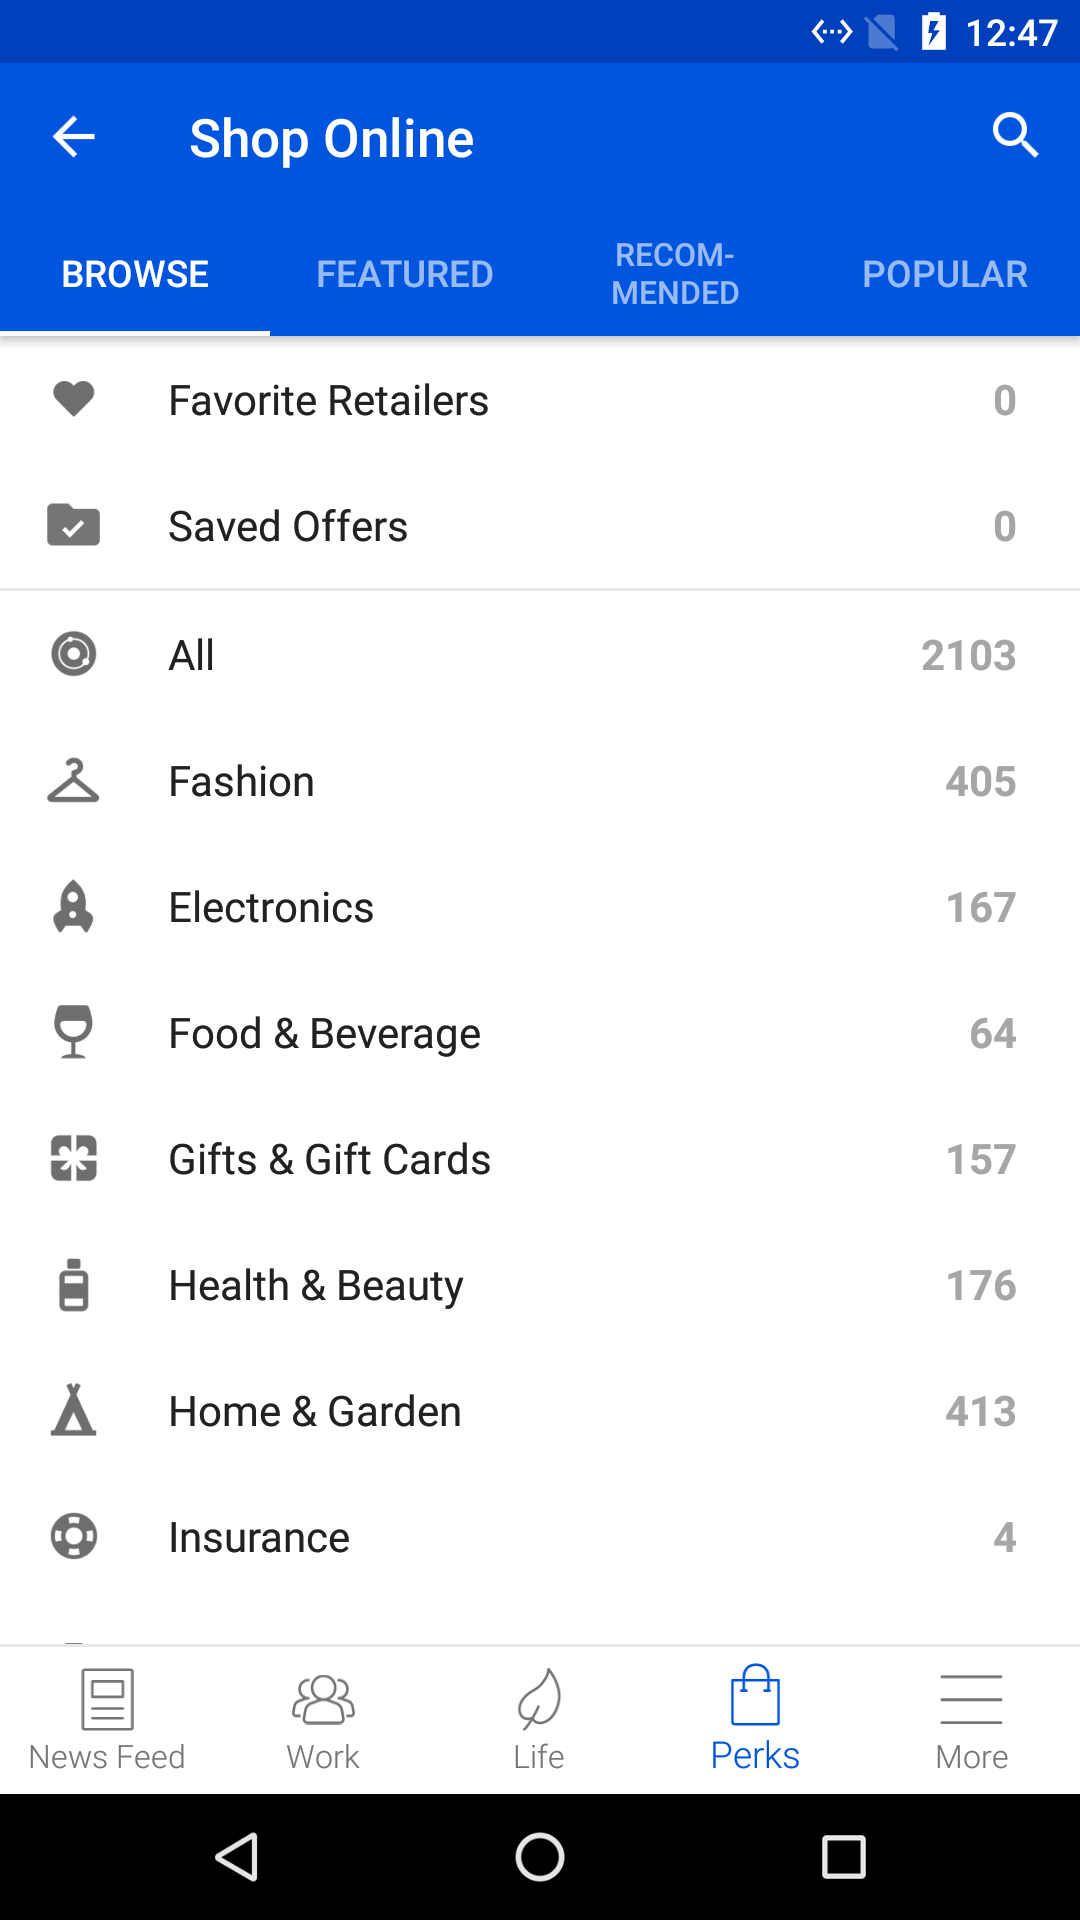 12:47
Shop Online
BROWSE
FEATURED
RECOM-
MENDED
POPULAR
Favorite Retailers 0
Saved Offers 0
All 2103
Fashion 405
Electronics 167
Food & Beverage 64
Gifts & Gift Cards 157
Health & Beauty 176
Home & Garden 413
Insurance 4
News Feed
Work
Life
Perks
More